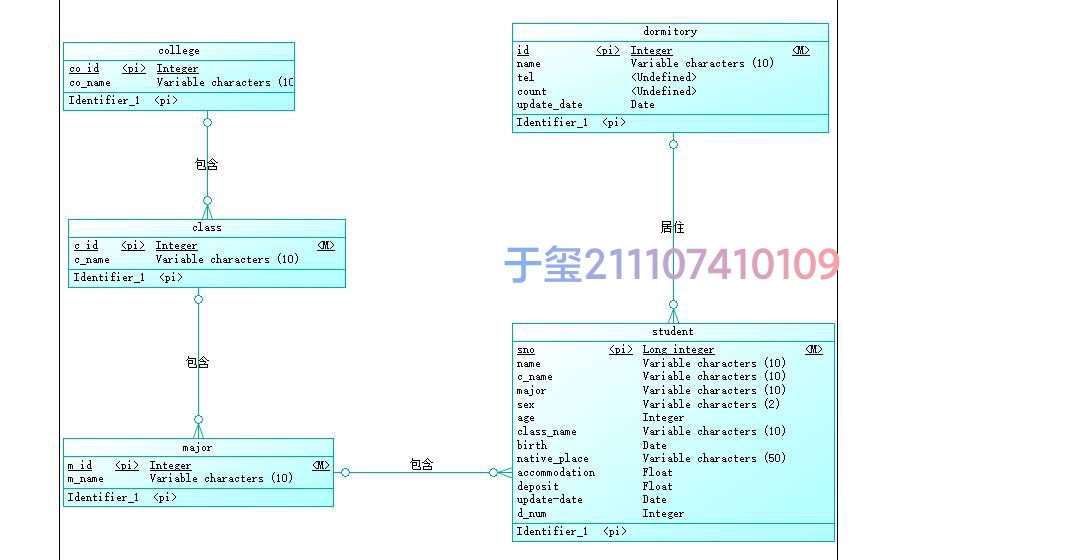 college
co_id <pi> Integer
co_name Variable characters (10
Identifier_1 <pi>
包含
class
c_id <pi> Integer <M>
c_name Variable characters (10)
Identifier_1 <pi>
包含
major
m_id <pi> Integer <M>
m_name Variable characters (10)
Identifier_1 <pi>
包含
dormitory
id <pi> Integer <M>
name Variable characters (10)
tel <Undefined>
count <Undefined>
update_date Date
Identifier_1 <pi>
居住
于玺211107410109
student
sno <pi> Long integer <M>
name Variable characters (10)
c_name Variable characters (10)
major Variable characters (10)
sex Variable characters (2)
age Integer
class_name Variable characters (10)
birth Date
native_place Variable characters (50)
accommodation Float
deposit Float
update-date Date
d_num Integer
Identifier_1 <pi>